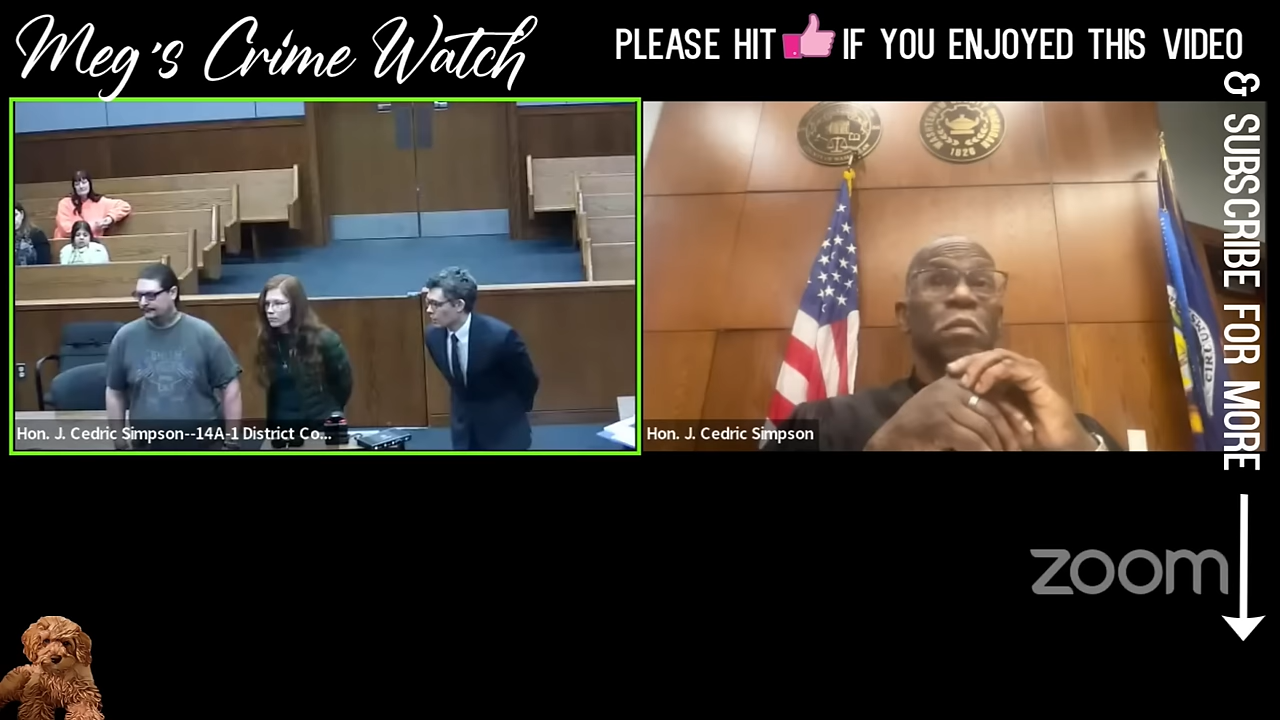 Meg's Crime Watch
PLEASE HIT IF YOU ENJOYED THIS VIDEO
& SUBSCRIBE FOR MORE
Hon. J. Cedric Simpson--14A-1 District Co...
Hon. J. Cedric Simpson
1826
zoom